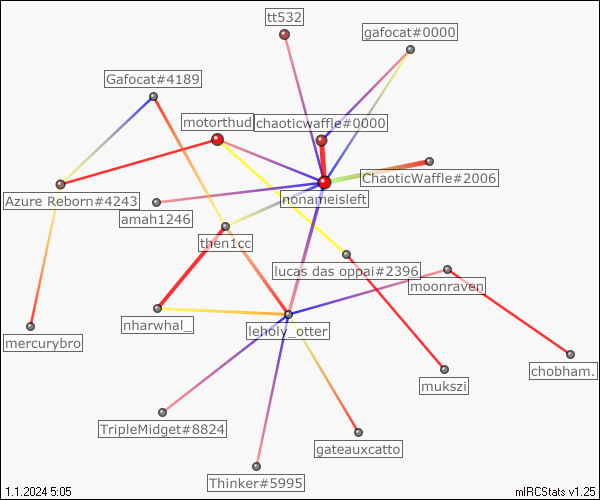 tt532
gafocat#0000
Gafocat#4189
motorthud
chaoticwaffle#0000
ChaoticWaffle#2006
nonameisleft
Azure Reborn#4243
amah1246
then1cc
lucas das oppai#2396
moonraven
nharwhal_
leholy_otter
mercurybro
chobham.
mukszi
TripleMidget#8824
gateauxcatto
Thinker#5995
1.1.2024 5:05
mIRCStats v1.25